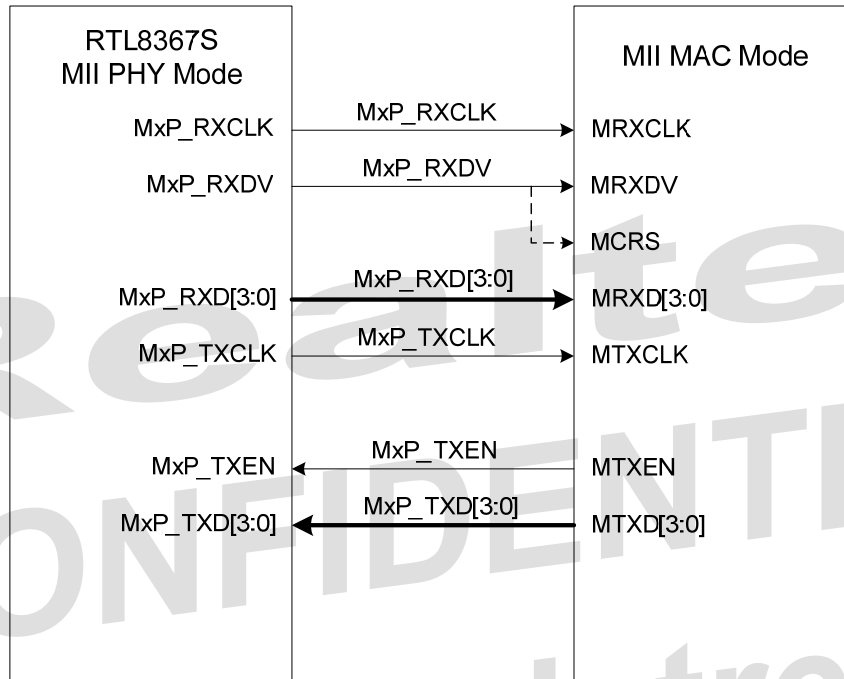 RTL8367S
MII PHY Mode
MII MAC Mode
MxP_RXCLK
MxP_RXCLK
MRXCLK
MxP_RXDV
MxP_RXDV
MRXDV
MCRS
MxP_RXD[3:0]
MxP_RXD[3:0]
MRXD[3:0]
MxP_TXCLK
MxP_TXCLK
MTXCLK
MxP_TXEN
MxP_TXEN
MTXEN
MxP_TXD[3:0]
MxP_TXD[3:0]
MTXD[3:0]
Realte
ONFIDENTI